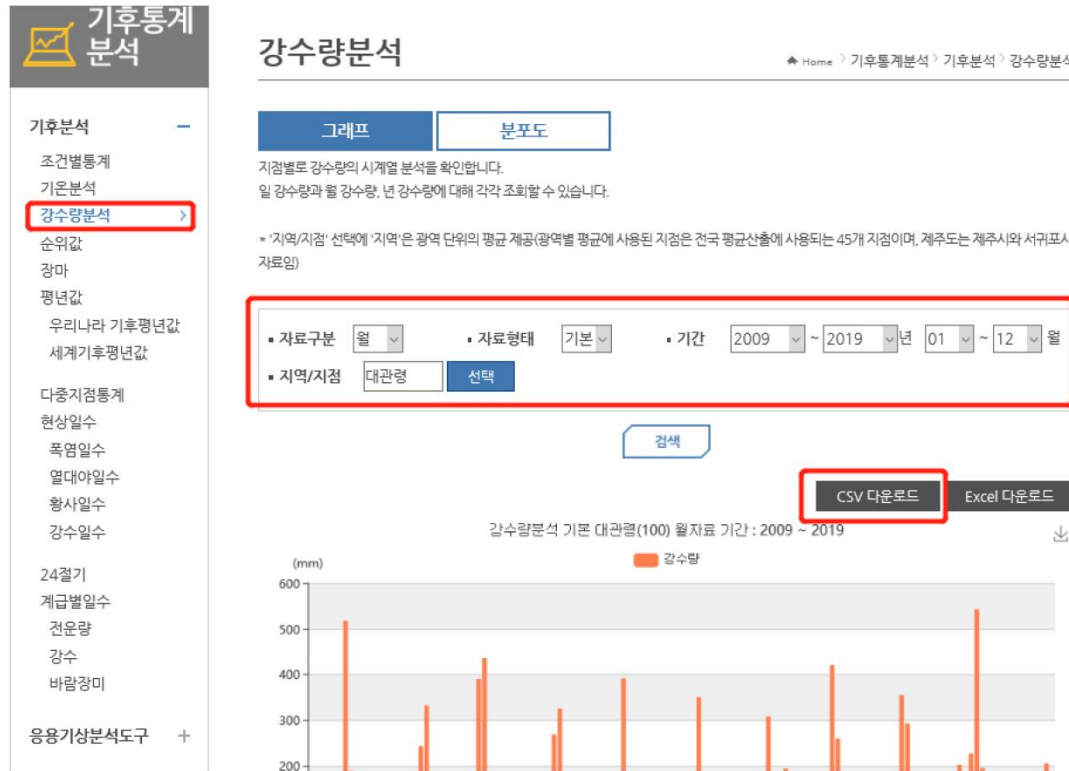 기후통계
분석
강수량분석
Home > 기후통계분석 > 기후분석 > 강수량분석
기후분석 −
조건별통계
기온분석
강수량분석 >
순위값
장마
평년값
우리나라 기후평년값
세계기후평년값
다중지점통계
현상일수
폭염일수
열대야일수
황사일수
강수일수
24절기
계급별일수
전운량
강수
바람장미
응용기상분석도구 +
그래프 분포도
지점별로 강수량의 시계열 분석을 확인합니다.
일 강수량과 월 강수량, 년 강수량에 대해 각각 조회할 수 있습니다.
* '지역/지점' 선택에 '지역'은 광역 단위의 평균 제공(광역별 평균에 사용된 지점은 전국 평균산출에 사용되는 45개 지점이며, 제주도는 제주시와 서귀포시
자료임)
▪ 자료구분 월 ▪ 자료형태 기본 ▪ 기간 2009 ~ 2019 년 01 ~ 12 월
▪ 지역/지점 대관령 선택
검색
CSV 다운로드 Excel 다운로드
강수량분석 기본 대관령(100) 월자료 기간 : 2009 ~ 2019
(mm) 강수량
600
500
400
300
200